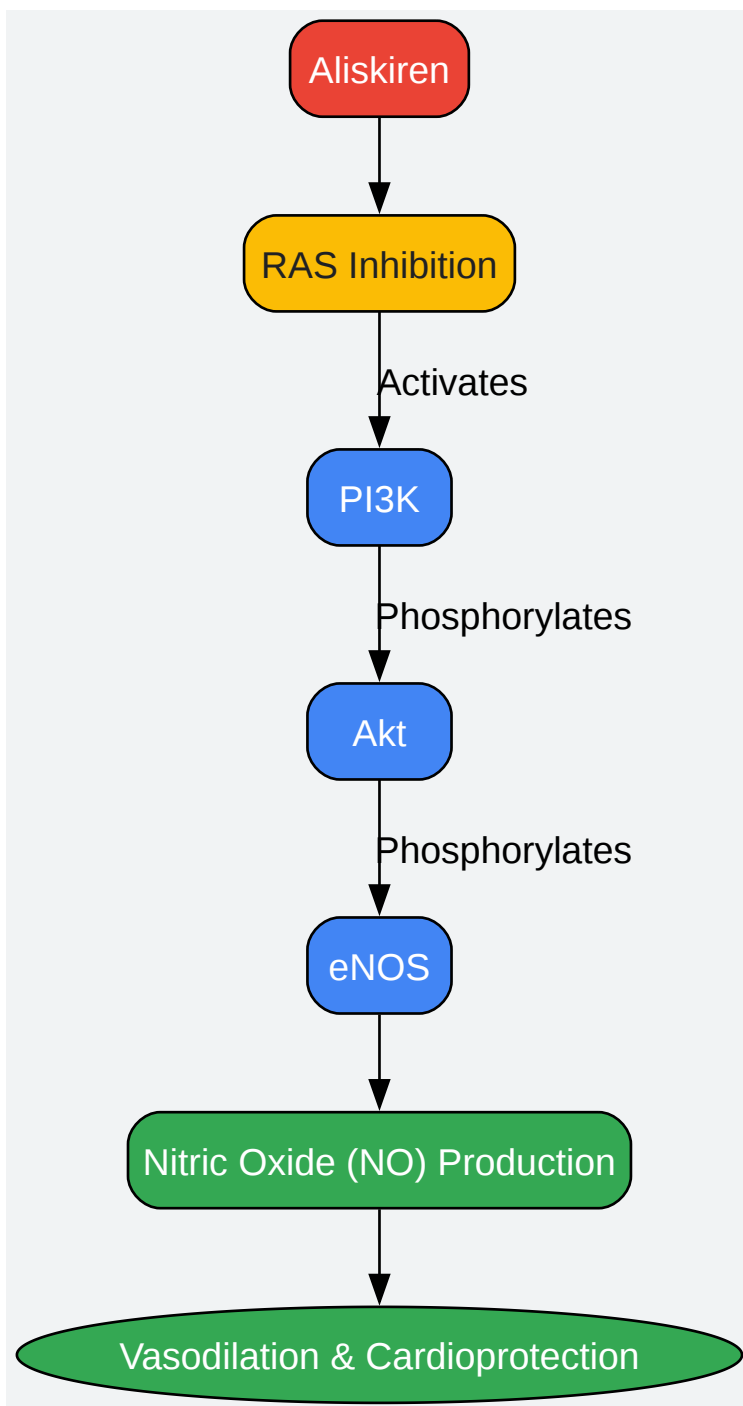 Aliskiren
RAS Inhibition
Activates
PI3K
Phosphorylates
Akt
Phosphorylates
eNOS
Nitric Oxide (NO) Production
Vasodilation & Cardioprotection